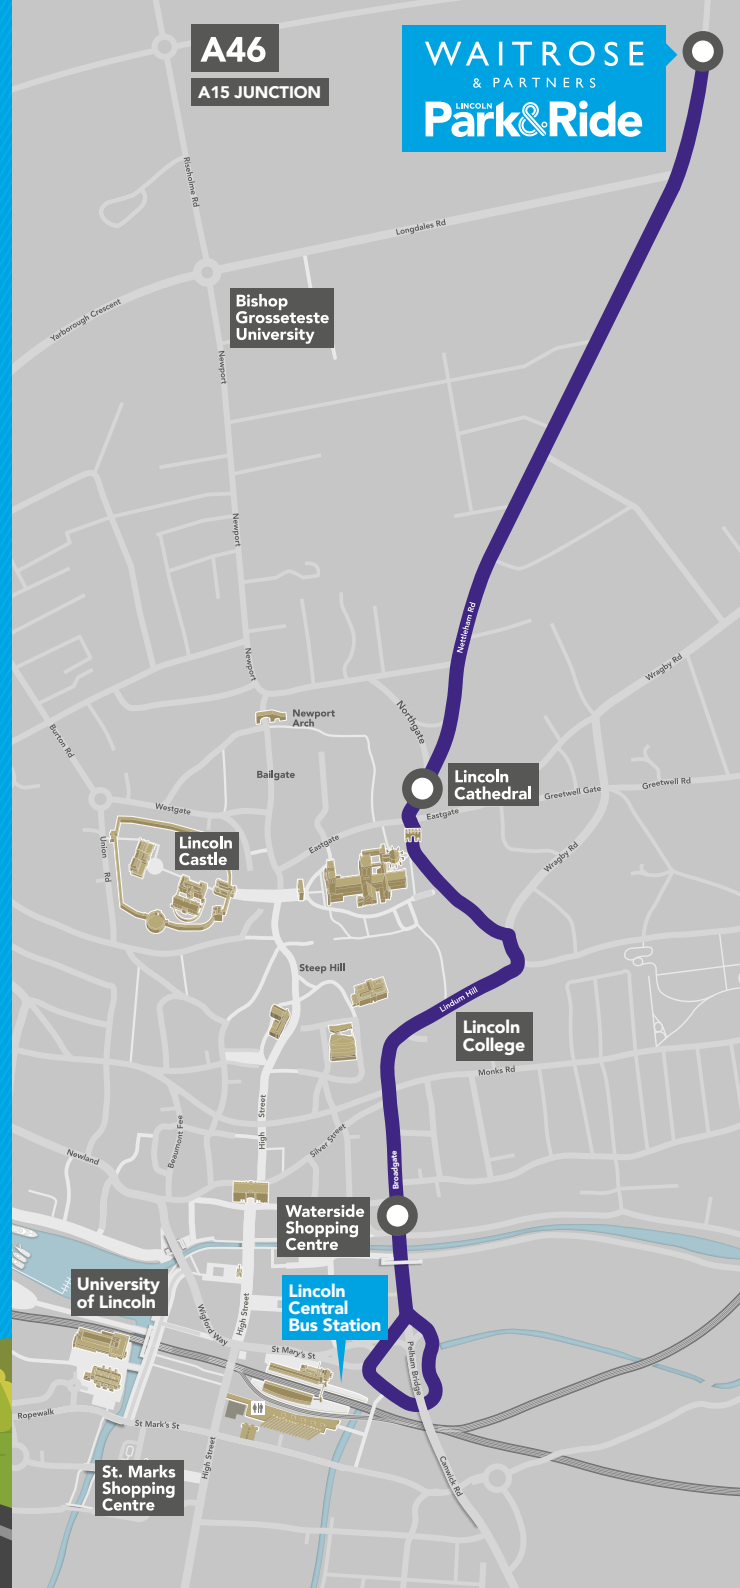 A46
A15 JUNCTION
WAITROSE
& PARTNERS
LINCOLN
Park&Ride
Riseholme Rd
Longdales Rd
Yarborough Crescent
Bishop
Grosseteste
University
Newport
Newport
Nettleham Rd
Newport
Wragby Rd
Northgate
Newport
Arch
Burton Rd
Bailgate
Lincoln
Cathedral
Greetwell Rd
Greetwell Gate
Westgate
Eastgate
Eastgate
Union Rd
Lincoln
Castle
Wragby Rd
Steep Hill
Lindum Hill
Lincoln
College
Monks Rd
High Street
Silver Street
Beaumont Fee
Newland
Broadgate
Waterside
Shopping
Centre
University
of Lincoln
Lincoln
Central
Bus Station
Wigford Way
High Street
St Mary's St
Pelham Bridge
Ropewalk
St Mark's St
High Street
Canwick Rd
St. Marks
Shopping
Centre